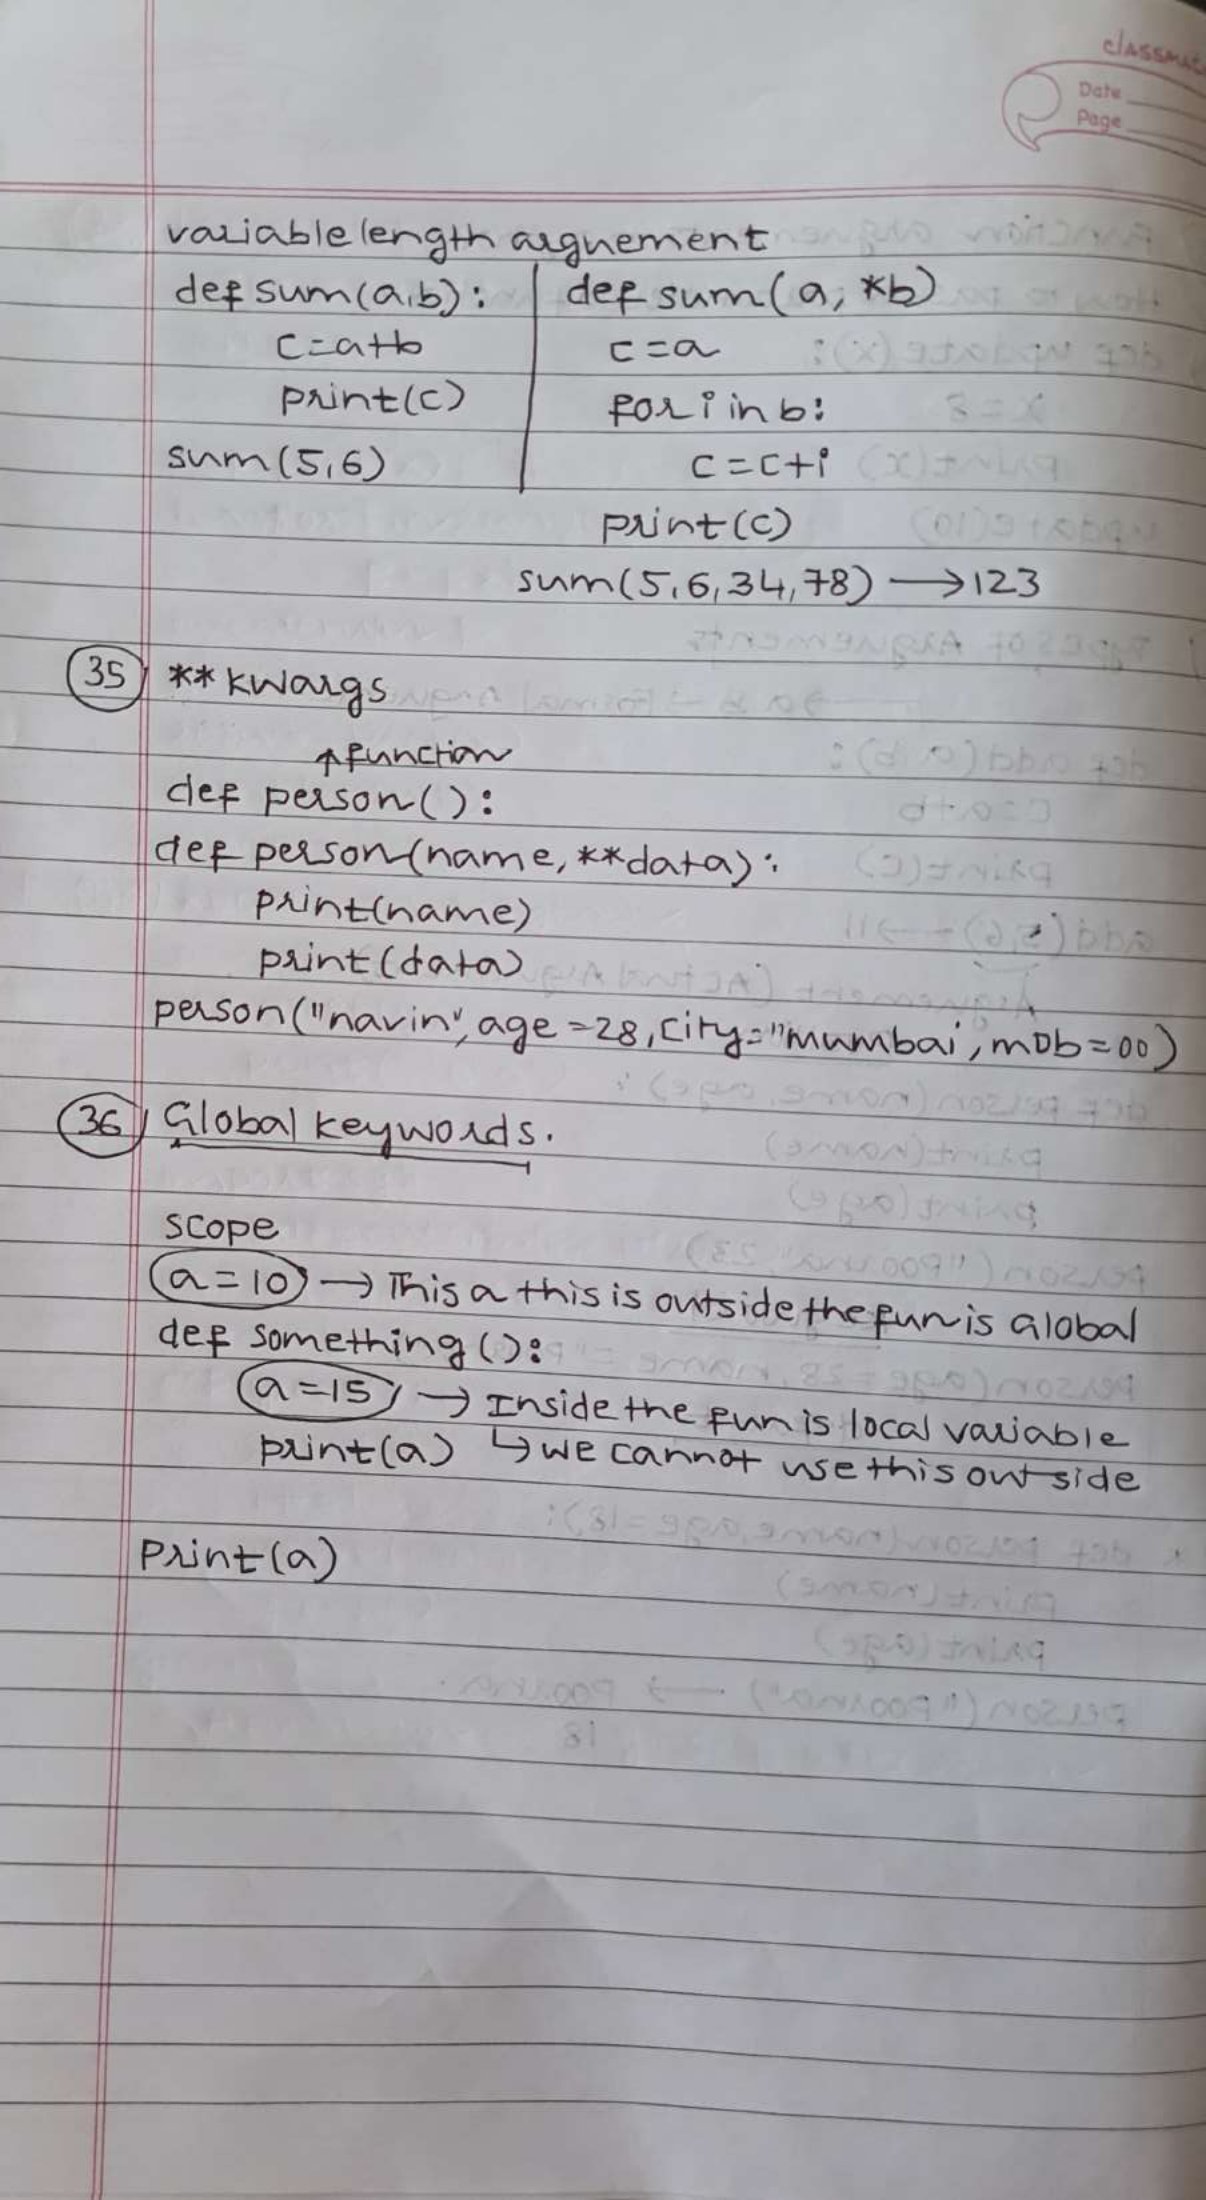 classmate
Date
Page
variable length arguement
def sum(a,b):
c=a+b
print(c)
sum(5,6)
def sum(a, *b)
c=a
for i in b:
c=c+i
print(c)
sum(5,6,34,78) → 123
35) ** kwargs
↑ function
def person():
def person(name, **data):
print(name)
print(data)
person("navin", age=28, city="mumbai, mob=00)
36) Global keywords.
scope
a=10 → This a this is outside the fun is Global
def something():
a=15 → Inside the fun is local variable
print(a) ↳ we cannot use this out side
Print(a)